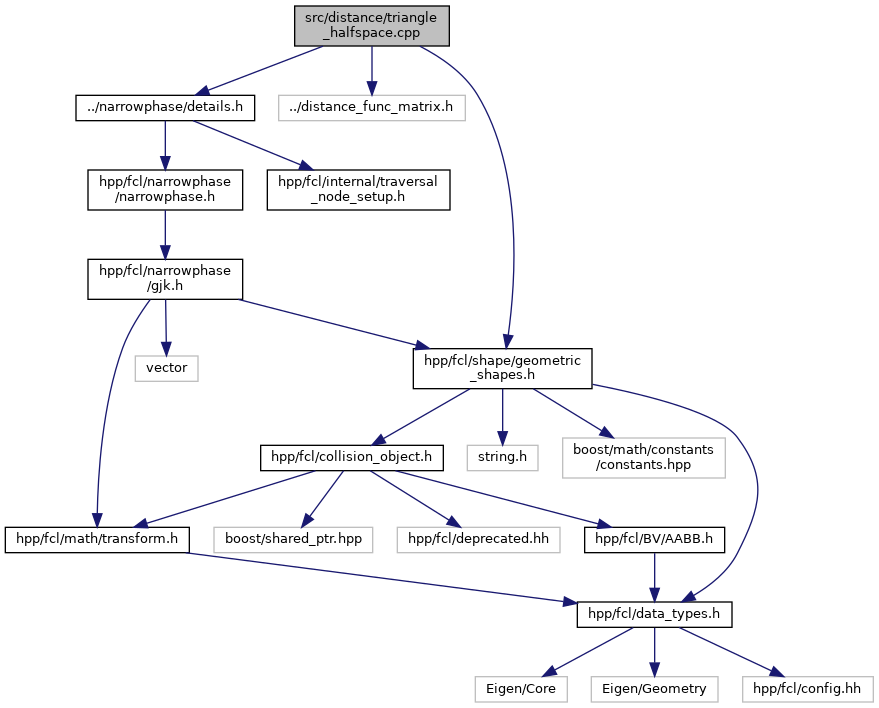 src/distance/triangle
_halfspace.cpp
../narrowphase/details.h
../distance_func_matrix.h
hpp/fcl/narrowphase
/narrowphase.h
hpp/fcl/internal/traversal
_node_setup.h
hpp/fcl/narrowphase
/gjk.h
vector
hpp/fcl/shape/geometric
_shapes.h
hpp/fcl/collision_object.h
string.h
boost/math/constants
/constants.hpp
hpp/fcl/math/transform.h
boost/shared_ptr.hpp
hpp/fcl/deprecated.hh
hpp/fcl/BV/AABB.h
hpp/fcl/data_types.h
Eigen/Core
Eigen/Geometry
hpp/fcl/config.hh